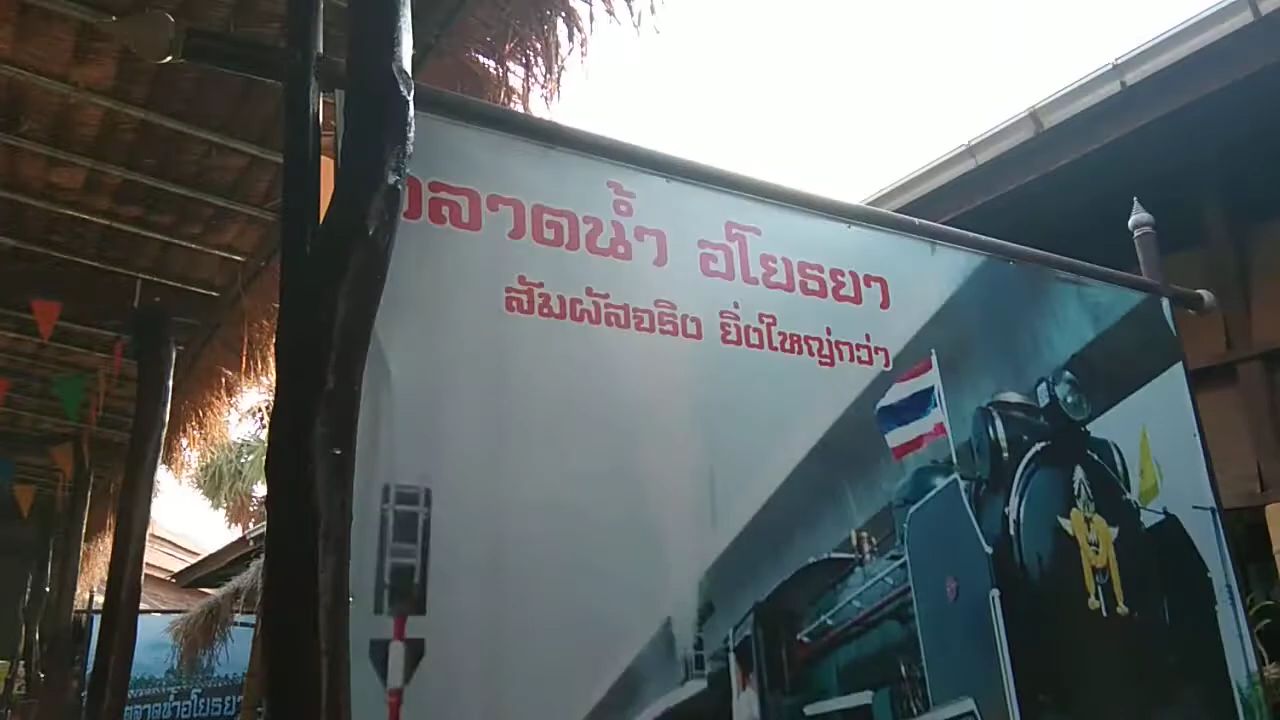 ตลาดน้ำ อโยธยา
สัมผัสจริง ยิ่งใหญ่กว่า
ตลาดน้ำอโยธยา